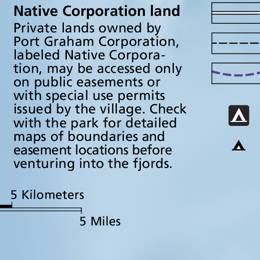 Native Corporation land
Private lands owned by
Port Graham Corporation,
labeled Native Corpora-
tion, may be accessed only
on public easements or
with special use permits
issued by the village. Check
with the park for detailed
maps of boundaries and
easement locations before
venturing into the fjords.
5 Kilometers
5 Miles